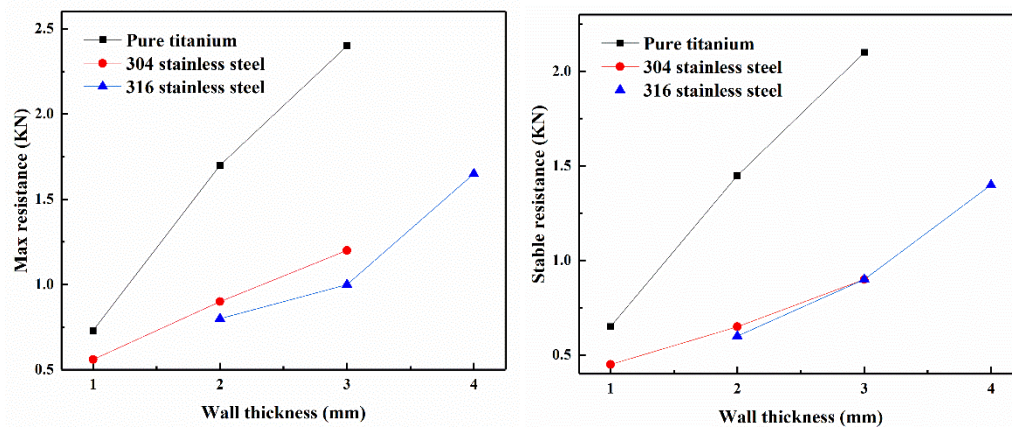 Max resistance (KN)
2.5
2.0
1.5
1.0
0.5
Pure titanium
304 stainless steel
316 stainless steel
1 2 3 4
Wall thickness (mm)
Stable resistance (KN)
2.0
1.5
1.0
0.5
Pure titanium
304 stainless steel
316 stainless steel
1 2 3 4
Wall thickness (mm)